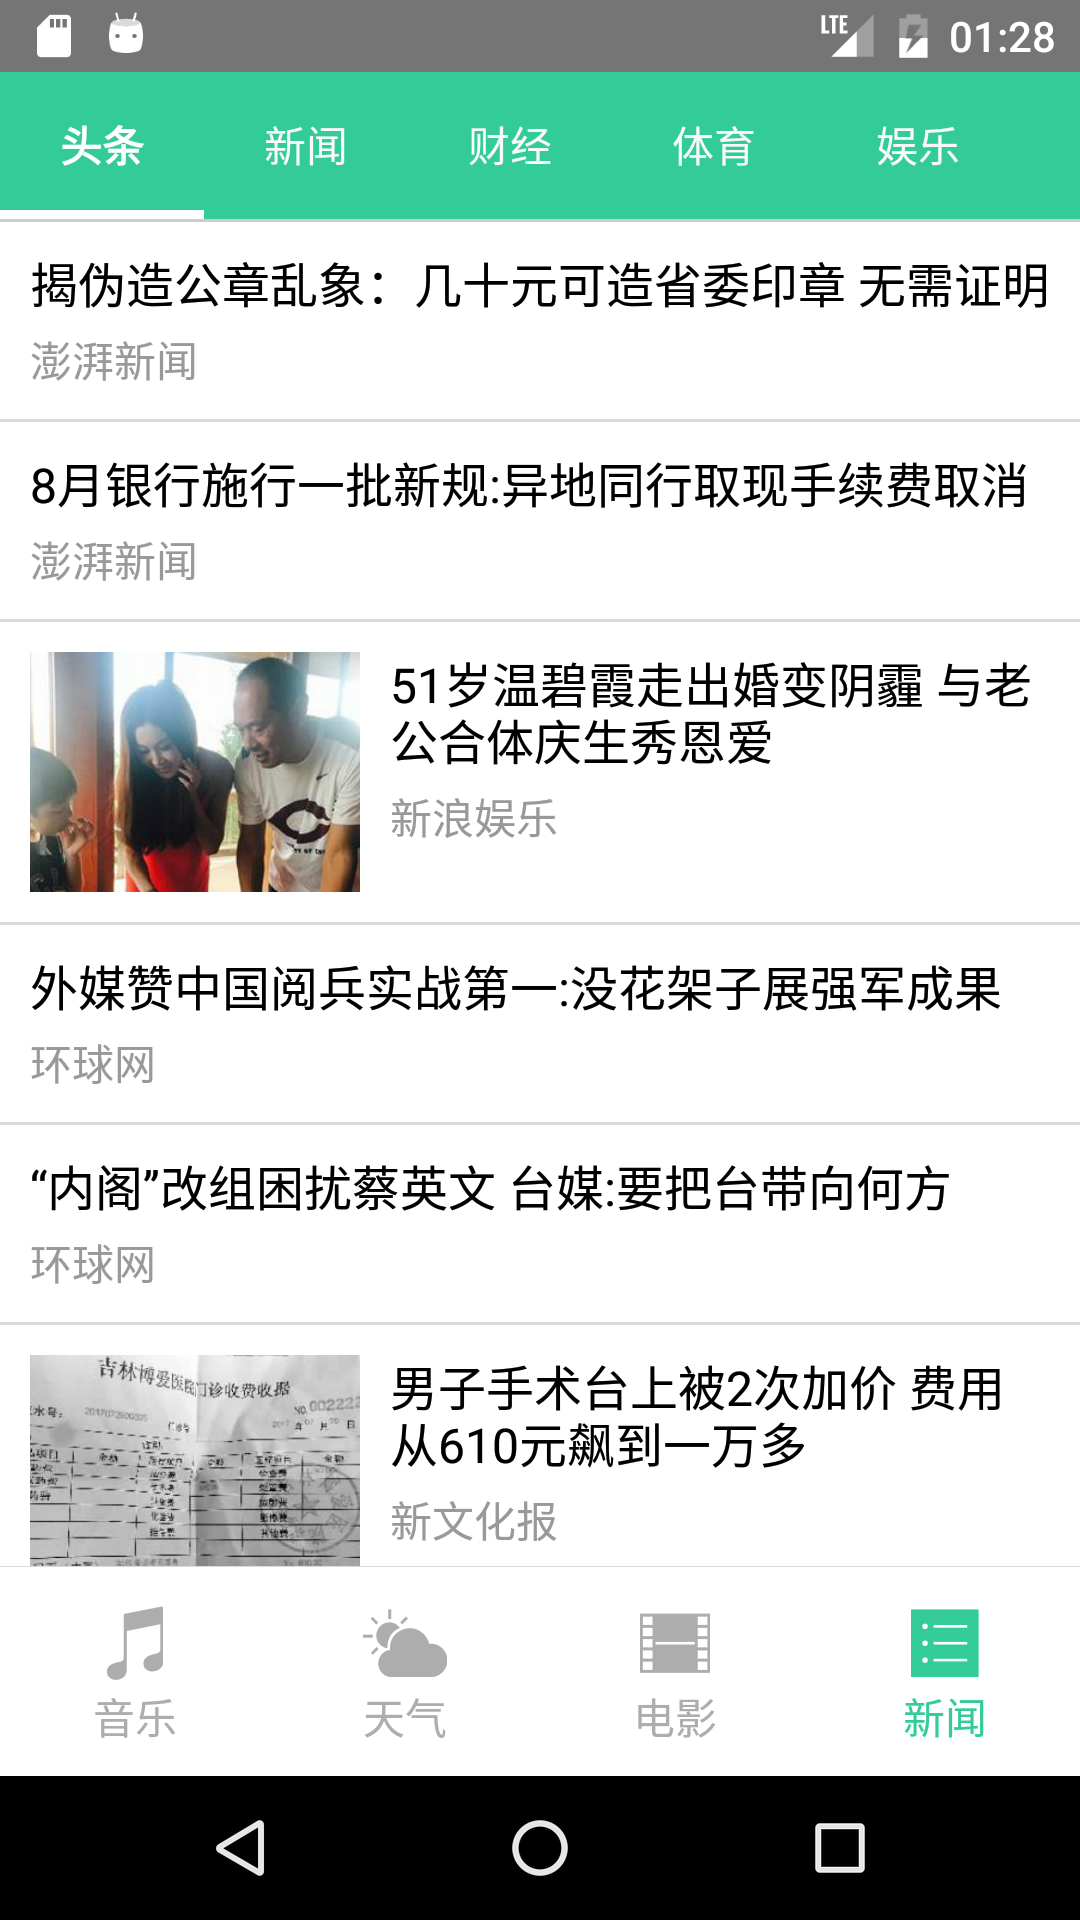 LTE 01:28
头条 新闻 财经 体育 娱乐
揭伪造公章乱象：几十元可造省委印章 无需证明
澎湃新闻
8月银行施行一批新规:异地同行取现手续费取消
澎湃新闻
51岁温碧霞走出婚变阴霾 与老
公合体庆生秀恩爱
新浪娱乐
外媒赞中国阅兵实战第一:没花架子展强军成果
环球网
“内阁”改组困扰蔡英文 台媒:要把台带向何方
环球网
吉林博爱医院门诊收费收据
男子手术台上被2次加价 费用
从610元飙到一万多
新文化报
音乐 天气 电影 新闻